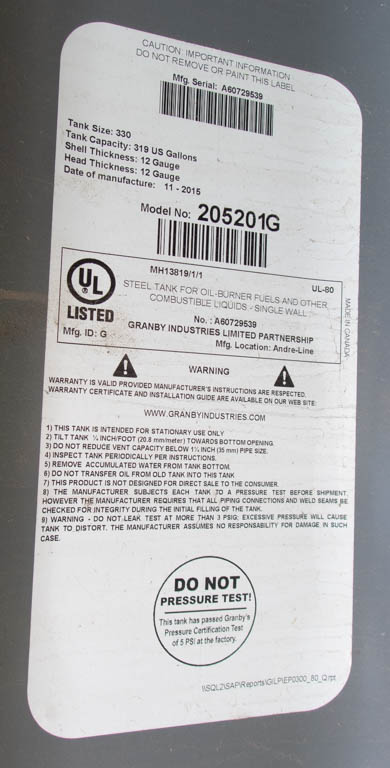 CAUTION: IMPORTANT INFORMATION
DO NOT REMOVE OR PAINT THIS LABEL
Mfg. Serial: A60729539
Tank Size: 330
Tank Capacity: 319 US Gallons
Shell Thickness: 12 Gauge
Head Thickness: 12 Gauge
Date of manufacture: 11 - 2015
Model No: 205201G
MH13819/1/1
UL-80
STEEL TANK FOR OIL-BURNER FUELS AND OTHER
COMBUSTIBLE LIQUIDS - SINGLE WALL
UL
LISTED
No. : A60729539
GRANBY INDUSTRIES LIMITED PARTNERSHIP
Mfg. ID: G
Mfg. Location: Andre-Line
MADE IN CANADA
WARNING
WARRANTY IS VALID PROVIDED MANUFACTURER'S INSTRUCTIONS ARE RESPECTED.
WARRANTY CERTIFICATE AND INSTALLATION GUIDE ARE AVAILABLE ON OUR WEB SITE:
WWW.GRANBYINDUSTRIES.COM
1) THIS TANK IS INTENDED FOR STATIONARY USE ONLY
2) TILT TANK ¼ INCH/FOOT (20.8 mm/meter) TOWARDS BOTTOM OPENING.
3) DO NOT REDUCE VENT CAPACITY BELOW 1¼ INCH (35 mm) PIPE SIZE.
4) INSPECT TANK PERIODICALLY PER INSTRUCTIONS.
5) REMOVE ACCUMULATED WATER FROM TANK BOTTOM.
6) DO NOT TRANSFER OIL FROM OLD TANK INTO THIS TANK
7) THIS PRODUCT IS NOT DESIGNED FOR DIRECT SALE TO THE CONSUMER.
8) THE MANUFACTURER SUBJECTS EACH TANK TO A PRESSURE TEST BEFORE SHIPMENT.
HOWEVER THE MANUFACTURER REQUIRES THAT ALL PIPING CONNECTIONS AND WELD SEAMS BE
CHECKED FOR INTEGRITY DURING THE INITIAL FILLING OF THE TANK.
9) WARNING - DO NOT LEAK TEST AT MORE THAN 3 PSIG; EXCESSIVE PRESSURE WILL CAUSE
TANK TO DISTORT. THE MANUFACTURER ASSUMES NO RESPONSABILITY FOR DAMAGE IN SUCH
CASE.
DO NOT
PRESSURE TEST!
This tank has passed Granby's
Pressure Certification Test
of 5 PSI at the factory.
\\SQL2\SAP\Reports\GILP\EP0300_80_Q.rpt